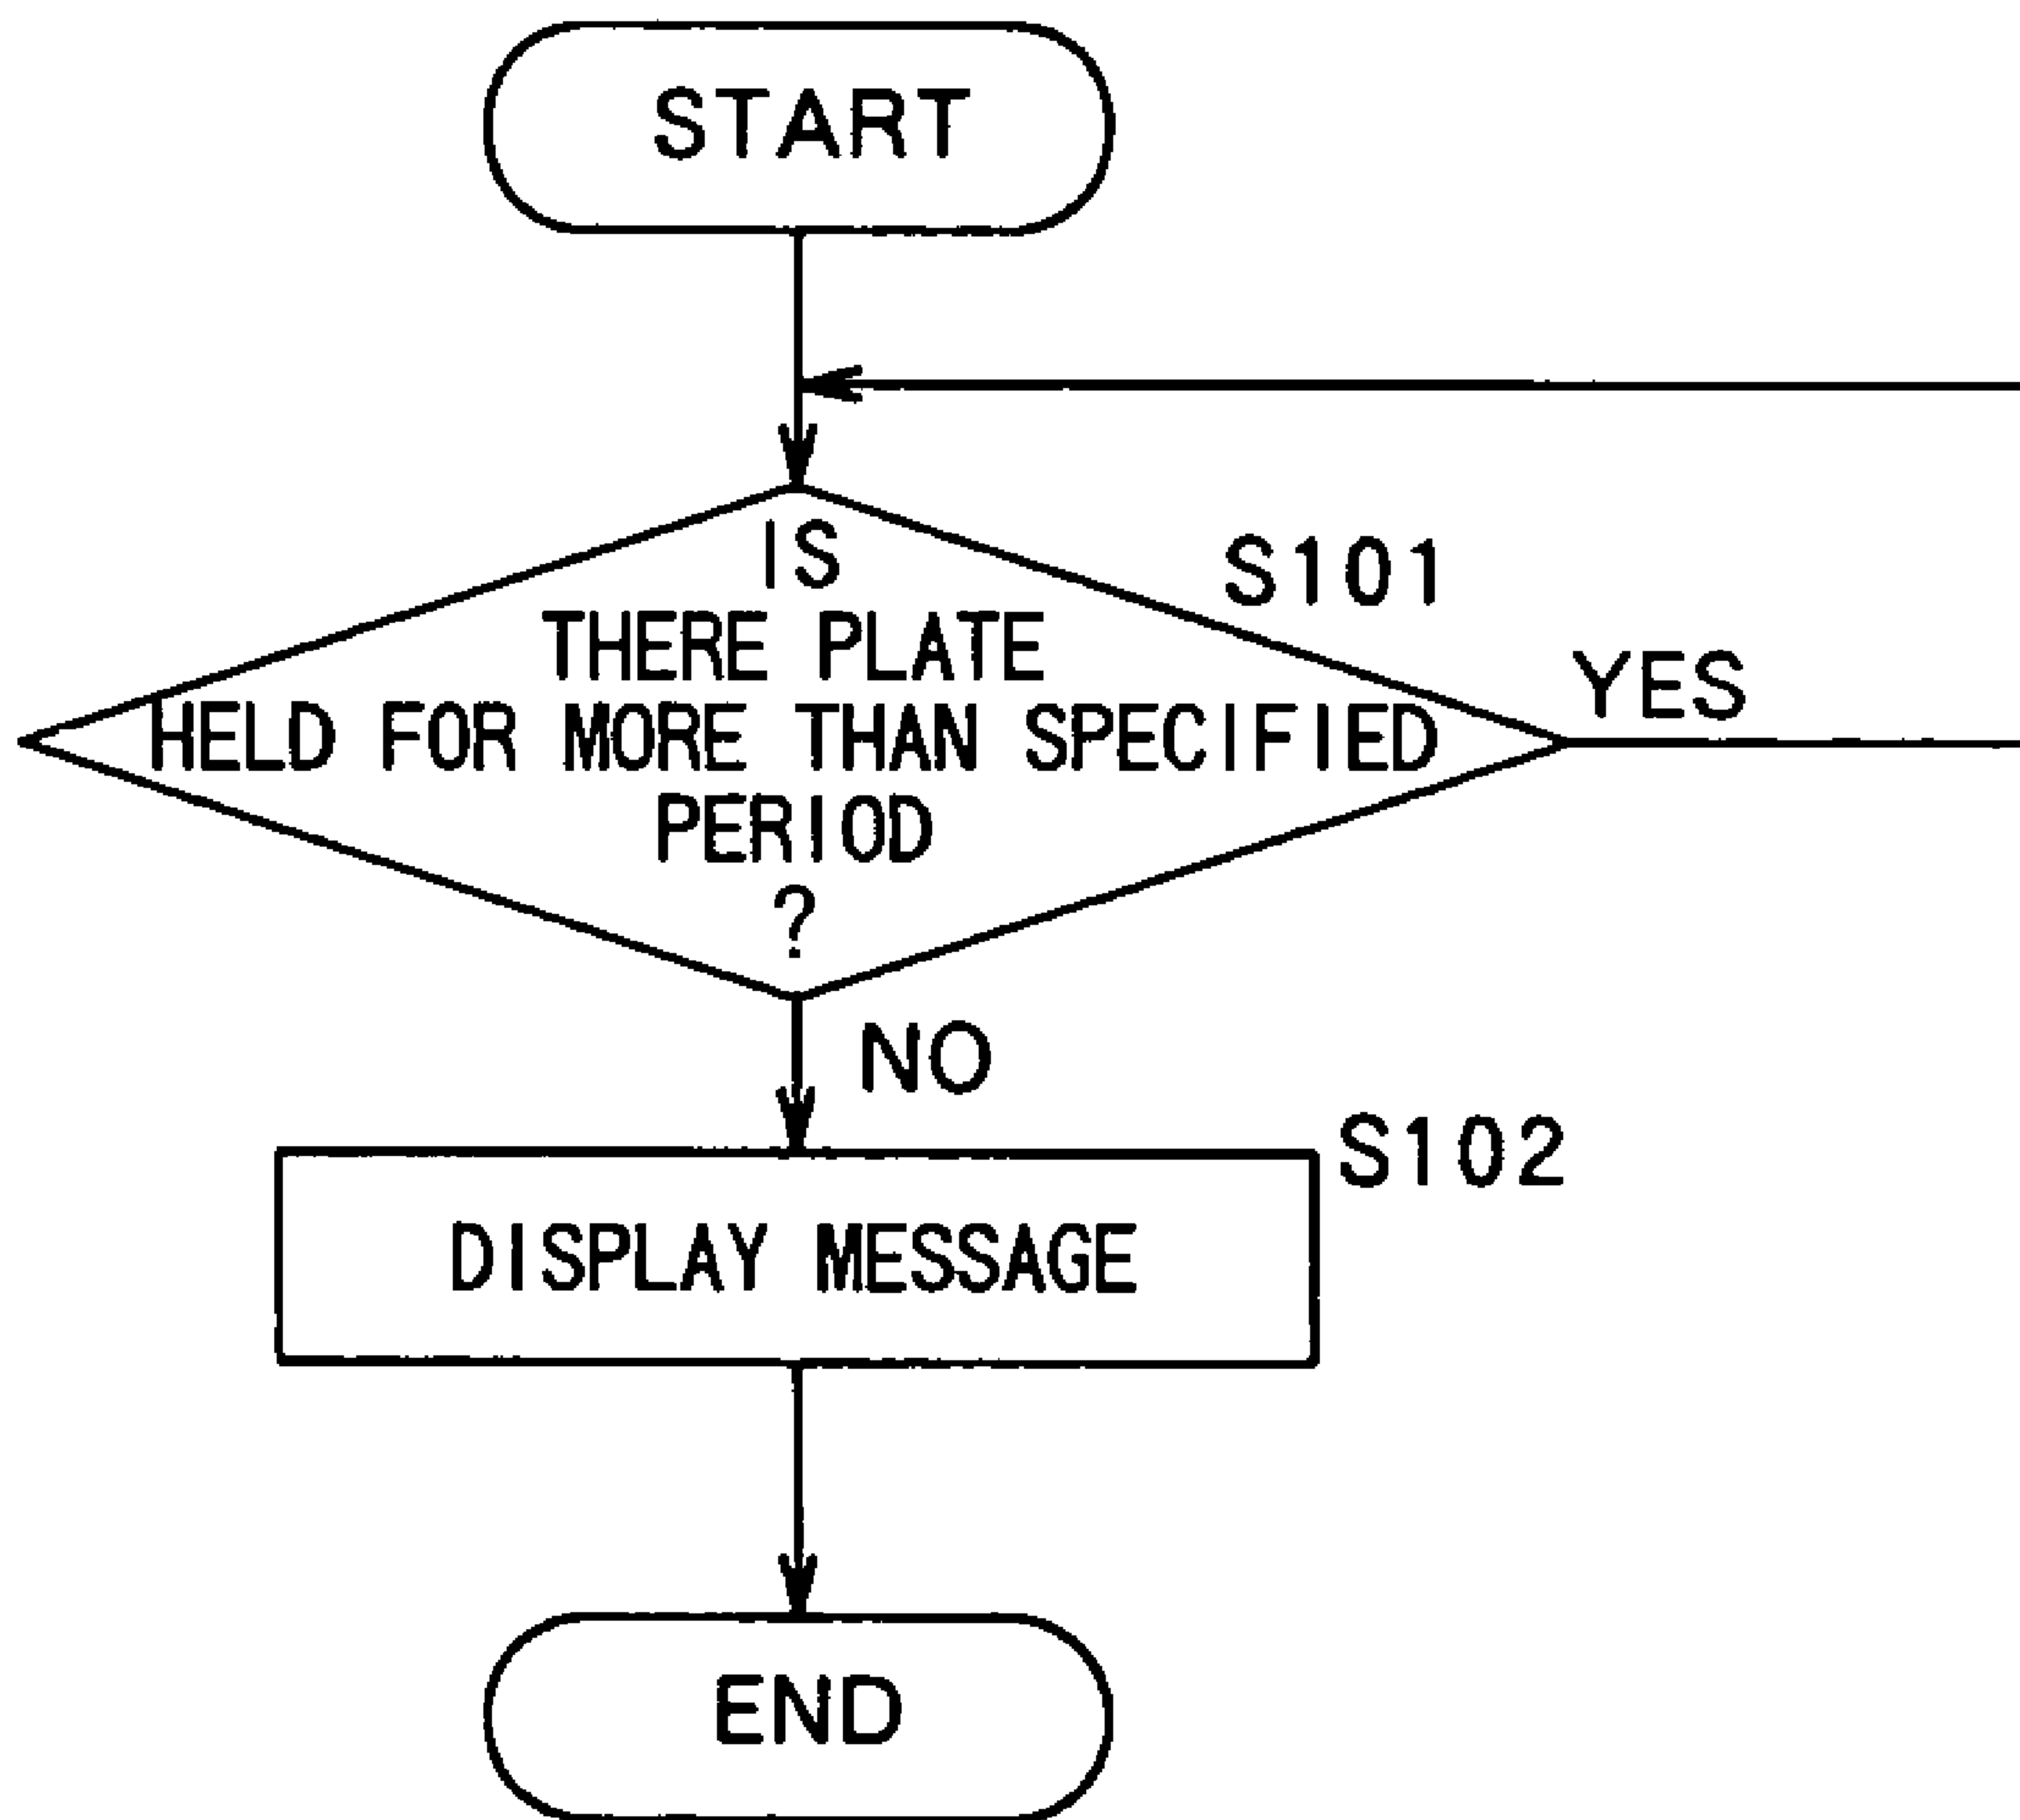 START
IS
S101
THERE PLATE
YES
HELD FOR MORE THAN SPECIFIED
PERIOD
?
NO
S102
DISPLAY MESSAGE
END